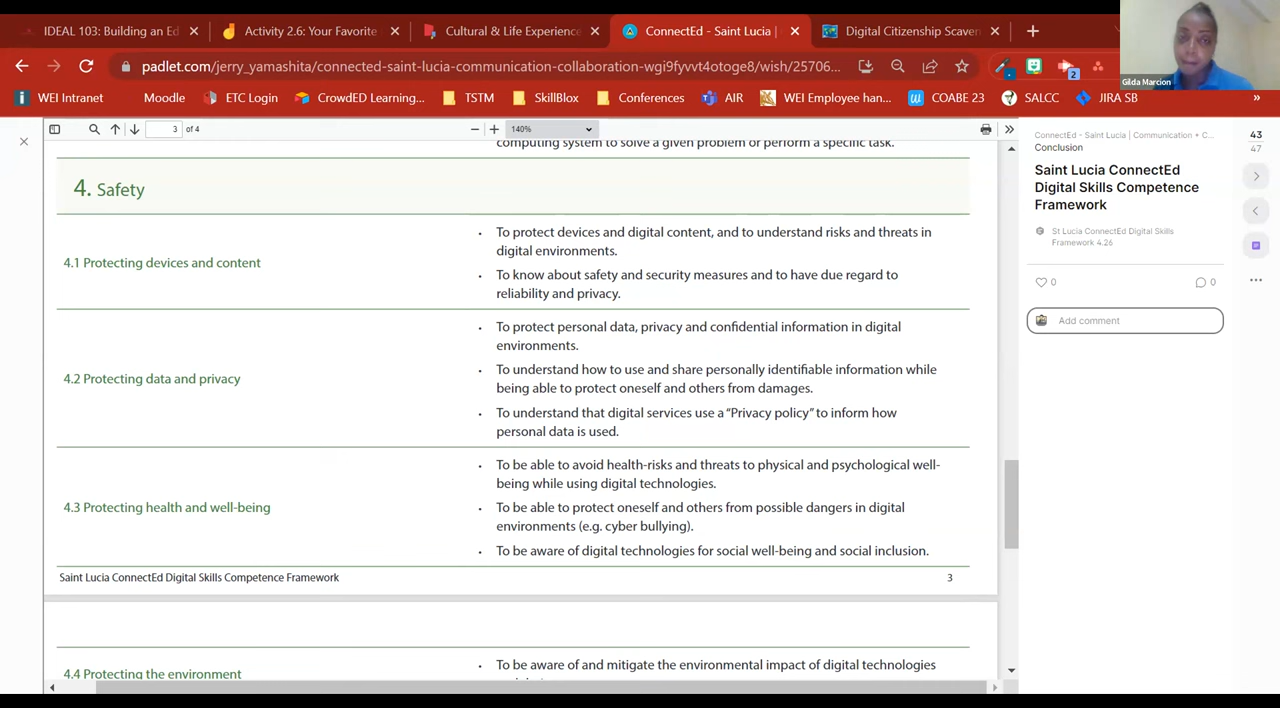 IDEAL 103: Building an Ed
Activity 2.6: Your Favorite
Cultural & Life Experience
ConnectEd - Saint Lucia |
Digital Citizenship Scaven
padlet.com/jerry_yamashita/connected-saint-lucia-communication-collaboration-wgi9fyvvt4otoge8/wish/25706...
2
Gilda Marcion
WEI Intranet
Moodle
ETC Login
CrowdED Learning...
TSTM
SkillBlox
Conferences
AIR
WEI Employee han...
COABE 23
SALCC
JIRA SB
»
3 of 4
140%
computing system to solve a given problem or perform a specific task.
4. Safety
4.1 Protecting devices and content
• To protect devices and digital content, and to understand risks and threats in
digital environments.
• To know about safety and security measures and to have due regard to
reliability and privacy.
4.2 Protecting data and privacy
• To protect personal data, privacy and confidential information in digital
environments.
• To understand how to use and share personally identifiable information while
being able to protect oneself and others from damages.
• To understand that digital services use a “Privacy policy” to inform how
personal data is used.
4.3 Protecting health and well-being
• To be able to avoid health-risks and threats to physical and psychological well-
being while using digital technologies.
• To be able to protect oneself and others from possible dangers in digital
environments (e.g. cyber bullying).
• To be aware of digital technologies for social well-being and social inclusion.
Saint Lucia ConnectEd Digital Skills Competence Framework
3
4.4 Protecting the environment
• To be aware of and mitigate the environmental impact of digital technologies
ConnectEd - Saint Lucia | Communication + C...
Conclusion
43
47
Saint Lucia ConnectEd
Digital Skills Competence
Framework
St Lucia ConnectEd Digital Skills
Framework 4.26
0
0
Add comment